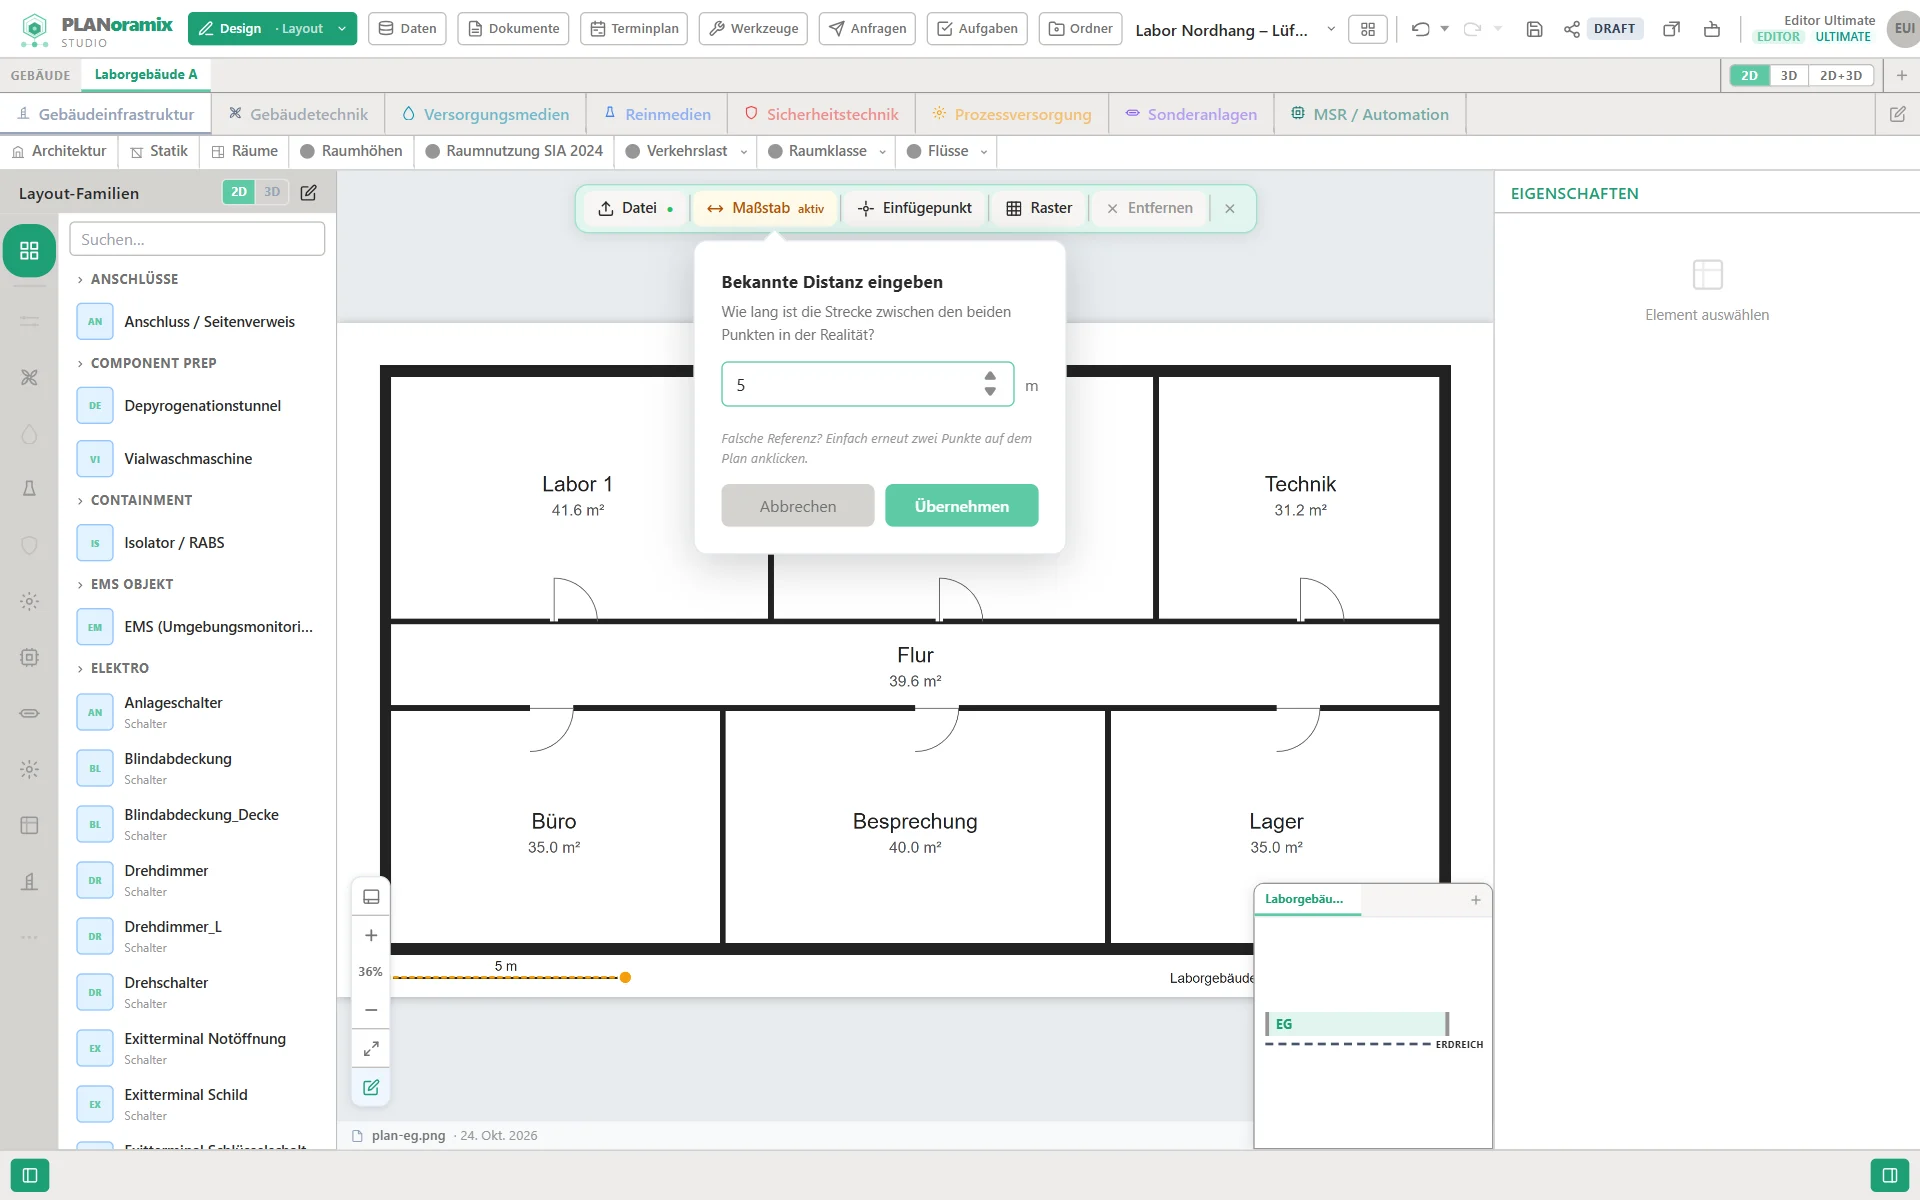 PLANoramix
STUDIO
Design · Layout
Daten
Dokumente
Terminplan
Werkzeuge
Anfragen
Aufgaben
Ordner
Labor Nordhang – Lüf...
DRAFT
Editor Ultimate
EDITOR ULTIMATE
EUI
GEBÄUDE
Laborgebäude A
2D
3D
2D+3D
Gebäudeinfrastruktur
Gebäudetechnik
Versorgungsmedien
Reinmedien
Sicherheitstechnik
Prozessversorgung
Sonderanlagen
MSR / Automation
Architektur
Statik
Räume
Raumhöhen
Raumnutzung SIA 2024
Verkehrslast
Raumklasse
Flüsse
Layout-Familien
2D
3D
Suchen...
ANSCHLÜSSE
AN
Anschluss / Seitenverweis
COMPONENT PREP
DE
Depyrogenationstunnel
VI
Vialwaschmaschine
CONTAINMENT
IS
Isolator / RABS
EMS OBJEKT
EM
EMS (Umgebungsmonitori...
ELEKTRO
AN
Anlageschalter
Schalter
BL
Blindabdeckung
Schalter
BL
Blindabdeckung_Decke
Schalter
DR
Drehdimmer
Schalter
DR
Drehdimmer_L
Schalter
DR
Drehschalter
Schalter
EX
Exitterminal Notöffnung
Schalter
EX
Exitterminal Schild
Schalter
Datei
Maßstab aktiv
Einfügepunkt
Raster
Entfernen
Bekannte Distanz eingeben
Wie lang ist die Strecke zwischen den beiden
Punkten in der Realität?
5
m
Falsche Referenz? Einfach erneut zwei Punkte auf dem
Plan anklicken.
Abbrechen
Übernehmen
Labor 1
41.6 m²
Technik
31.2 m²
Flur
39.6 m²
Büro
35.0 m²
Besprechung
40.0 m²
Lager
35.0 m²
5 m
Laborgebäude
36%
Laborgebäu...
EG
ERDREICH
plan-eg.png · 24. Okt. 2026
EIGENSCHAFTEN
Element auswählen